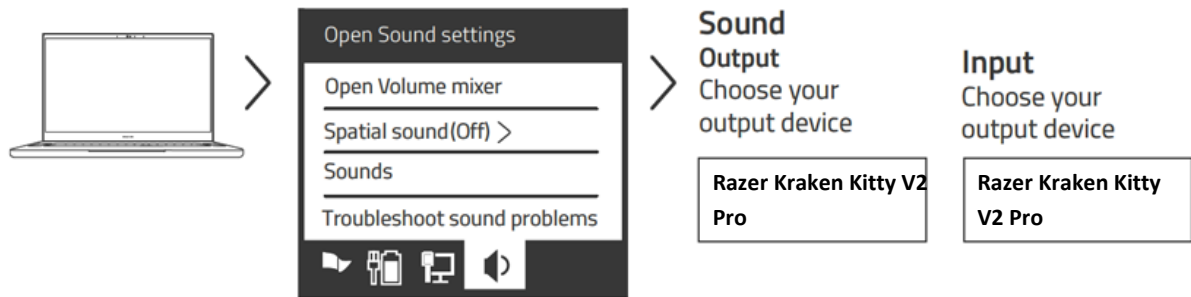 Open Sound settings
Open Volume mixer
Spatial sound(Off) >
Sounds
Troubleshoot sound problems
Sound
Output
Choose your
output device
Razer Kraken Kitty V2
Pro
Input
Choose your
output device
Razer Kraken Kitty
V2 Pro